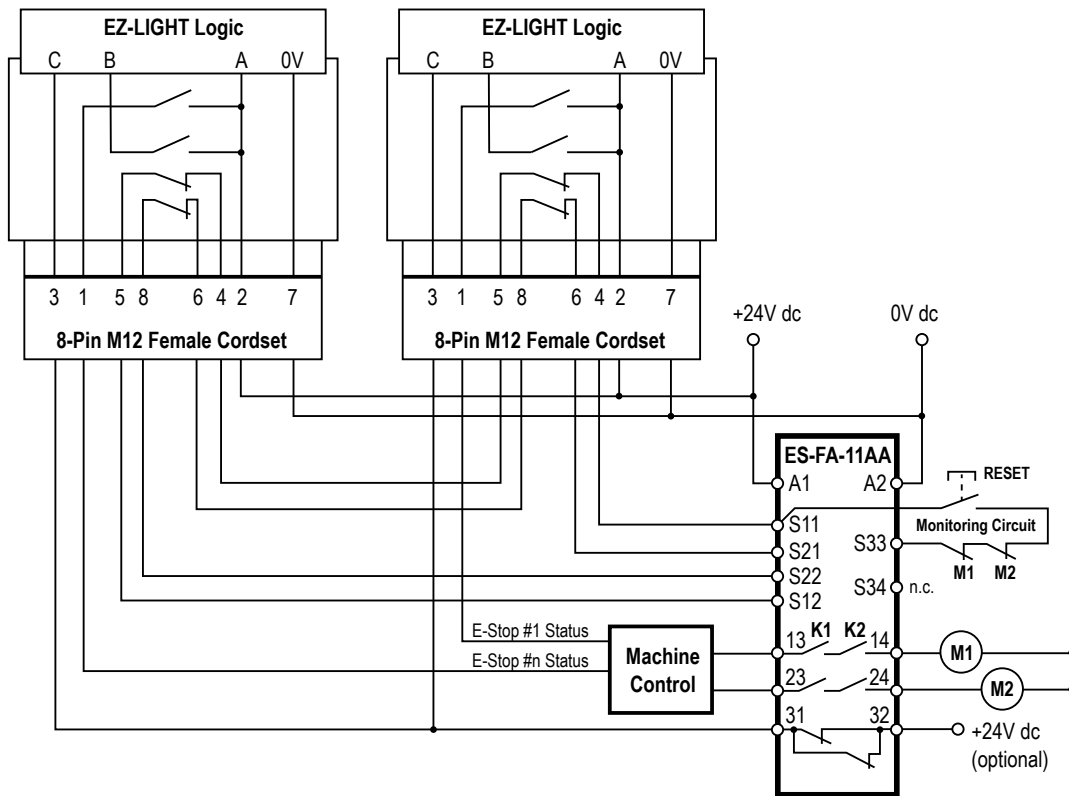 EZ-LIGHT Logic
C B A 0V
3 1 5 8 6 4 2 7
8-Pin M12 Female Cordset
EZ-LIGHT Logic
C B A 0V
3 1 5 8 6 4 2 7
8-Pin M12 Female Cordset
+24V dc
0V dc
ES-FA-11AA
A1 A2
S11
S21
S22
S12
S33
S34 n.c.
RESET
Monitoring Circuit
M1 M2
E-Stop #1 Status
E-Stop #n Status
Machine
Control
13 K1 K2 14
23 24
31 32
M1
M2
+24V dc
(optional)